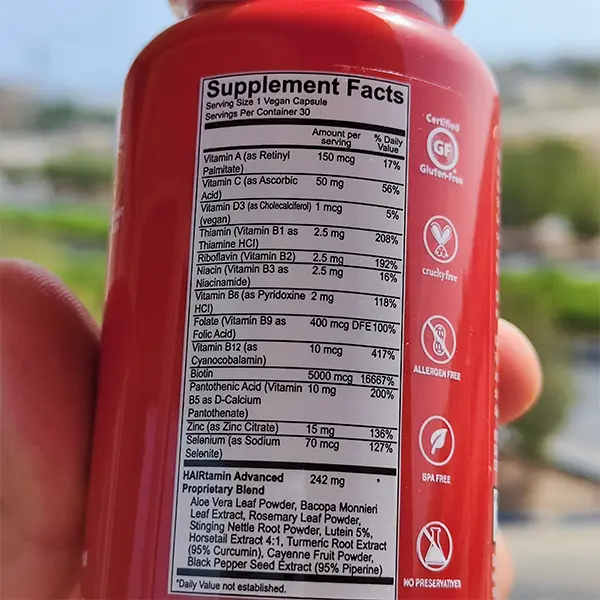 Supplement Facts
Serving Size 1 Vegan Capsule
Servings Per Container 30
Amount per serving % Daily Value
Vitamin A (as Retinyl Palmitate) 150 mcg 17%
Vitamin C (as Ascorbic Acid) 50 mg 56%
Vitamin D3 (as Cholecalciferol) (vegan) 1 mcg 5%
Thiamin (Vitamin B1 as Thiamine HCl) 2.5 mg 208%
Riboflavin (Vitamin B2) 2.5 mg 192%
Niacin (Vitamin B3 as Niacinamide) 2.5 mg 16%
Vitamin B6 (as Pyridoxine HCl) 2 mg 118%
Folate (Vitamin B9 as Folic Acid) 400 mcg DFE 100%
Vitamin B12 (as Cyanocobalamin) 10 mcg 417%
Biotin 5000 mcg 16667%
Pantothenic Acid (Vitamin B5 as D-Calcium Pantothenate) 10 mg 200%
Zinc (as Zinc Citrate) 15 mg 136%
Selenium (as Sodium Selenite) 70 mcg 127%
HAIRtamin Advanced Proprietary Blend 242 mg *
Aloe Vera Leaf Powder, Bacopa Monnieri
Leaf Extract, Rosemary Leaf Powder,
Stinging Nettle Root Powder, Lutein 5%,
Horsetail Extract 4:1, Turmeric Root Extract
(95% Curcumin), Cayenne Fruit Powder,
Black Pepper Seed Extract (95% Piperine)
*Daily Value not established.
Certified
GF
Gluten-Free
cruelty free
ALLERGEN FREE
BPA FREE
NO PRESERVATIVES